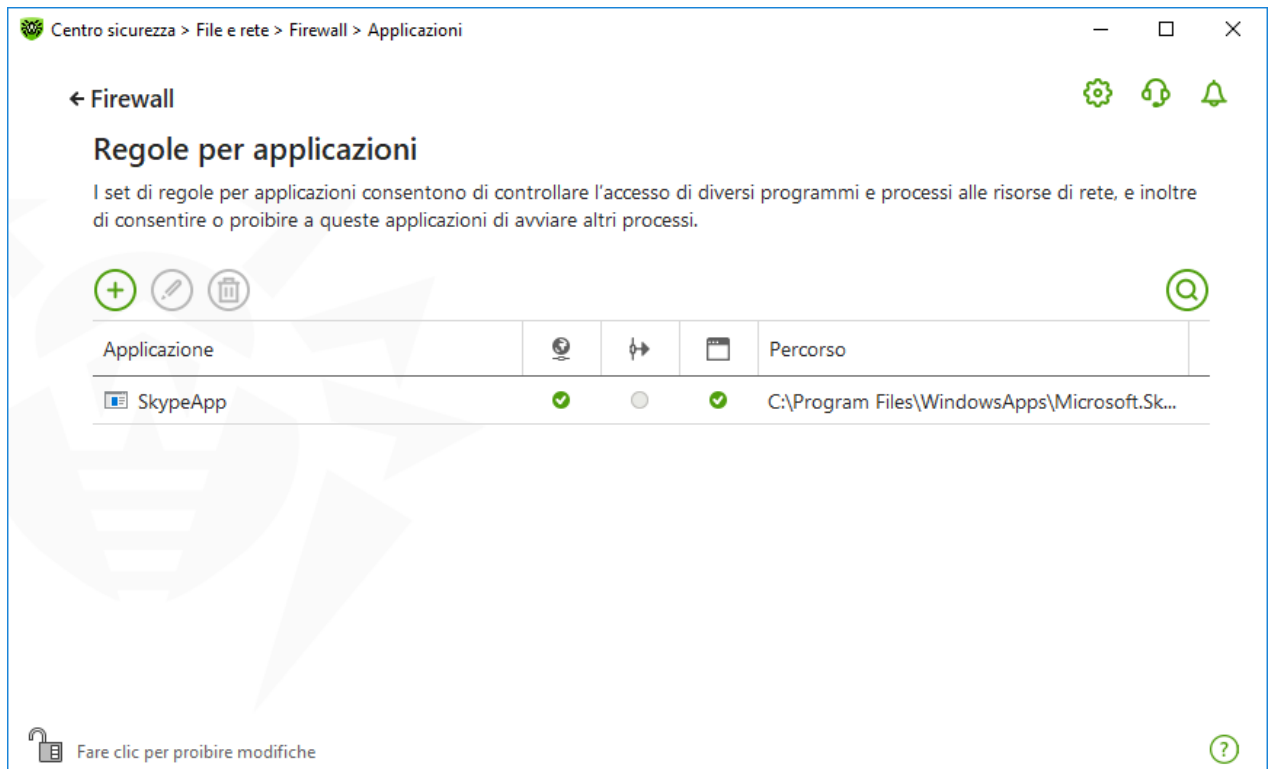 Centro sicurezza > File e rete > Firewall > Applicazioni
Firewall
Regole per applicazioni
I set di regole per applicazioni consentono di controllare l'accesso di diversi programmi e processi alle risorse di rete, e inoltre
di consentire o proibire a queste applicazioni di avviare altri processi.
Applicazione Percorso
SkypeApp C:\Program Files\WindowsApps\Microsoft.Sk...
Fare clic per proibire modifiche